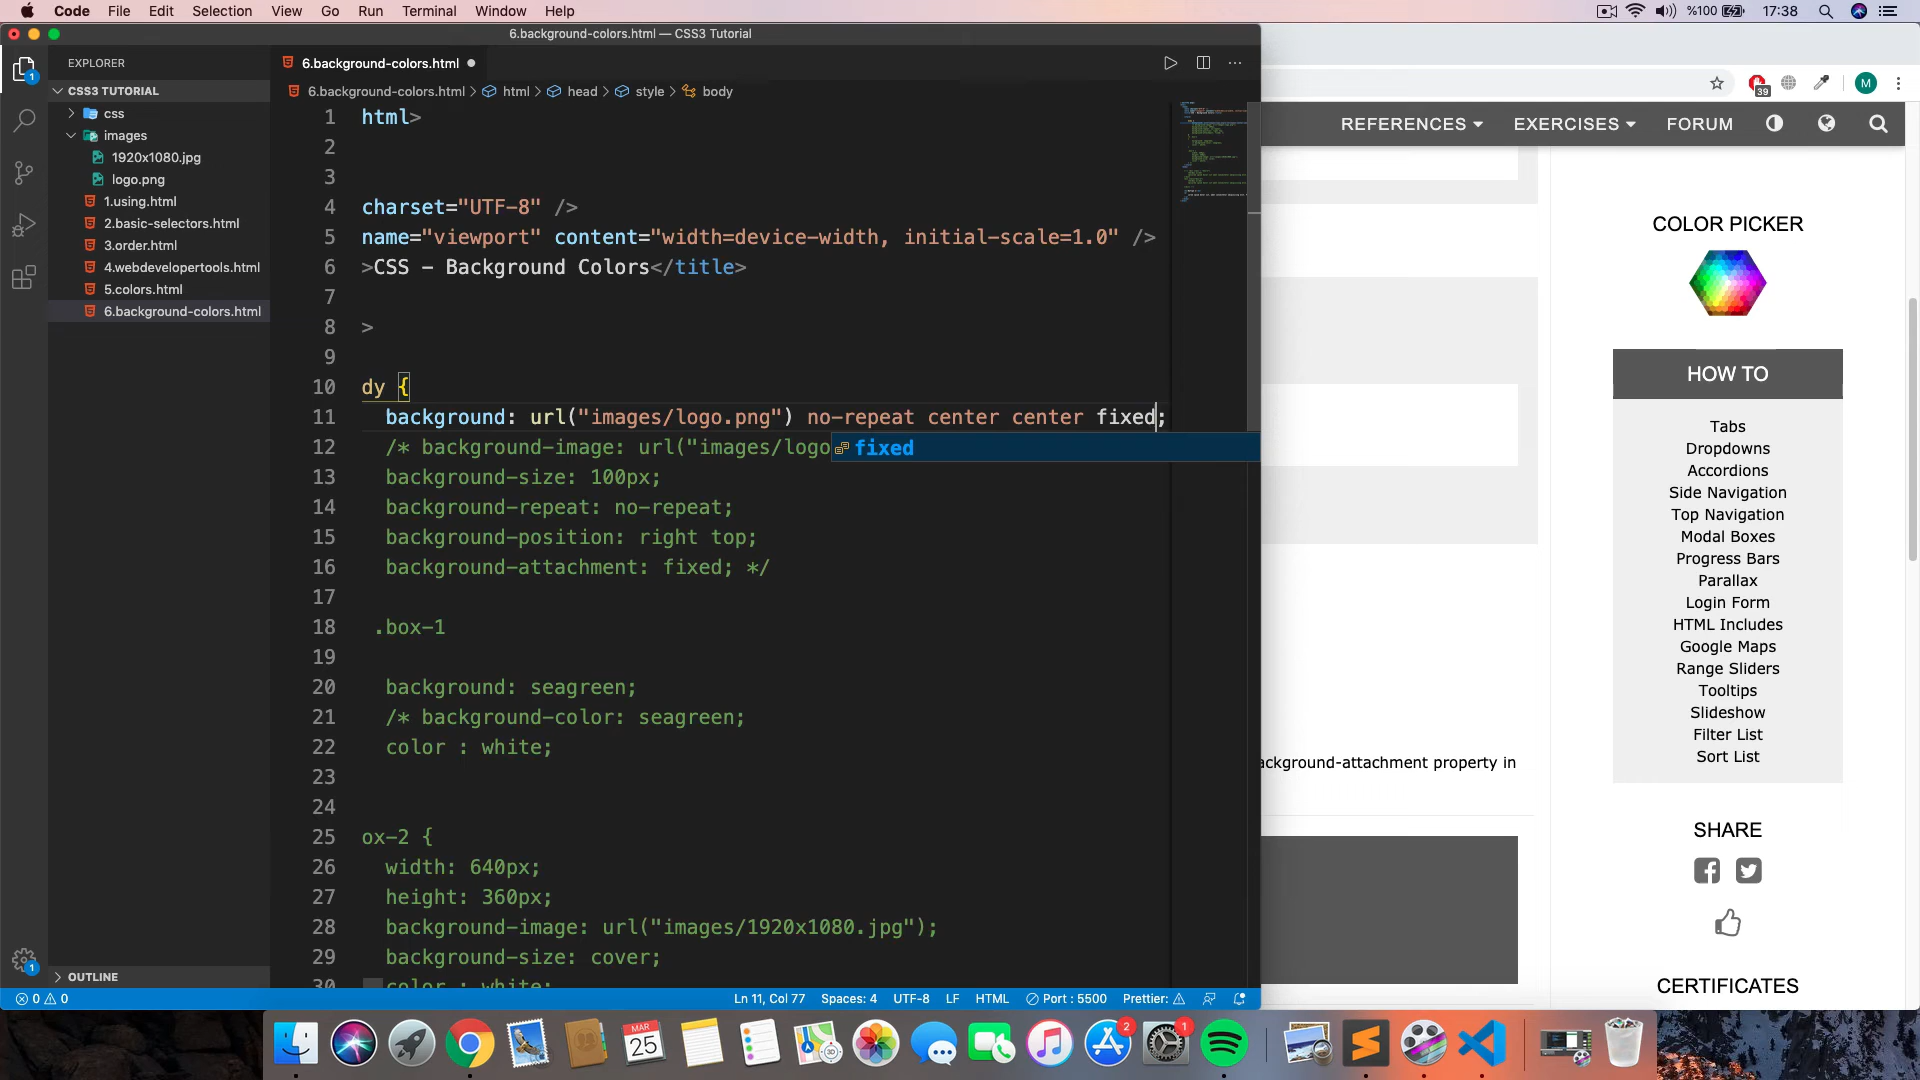 Code File Edit Selection View Go Run Terminal Window Help
%100 17:38
6.background-colors.html — CSS3 Tutorial
EXPLORER
CSS3 TUTORIAL
css
images
1920x1080.jpg
logo.png
1.using.html
2.basic-selectors.html
3.order.html
4.webdevelopertools.html
5.colors.html
6.background-colors.html
OUTLINE
1
1
6.background-colors.html
6.background-colors.html > html > head > style > body
1 html>
2
3
4 charset="UTF-8" />
5 name="viewport" content="width=device-width, initial-scale=1.0" />
6 >CSS - Background Colors</title>
7
8 >
9
10 dy {
11 background: url("images/logo.png") no-repeat center center fixed;
12 /* background-image: url("images/logo
fixed
13 background-size: 100px;
14 background-repeat: no-repeat;
15 background-position: right top;
16 background-attachment: fixed; */
17
18 .box-1
19
20 background: seagreen;
21 /* background-color: seagreen;
22 color : white;
23
24
25 ox-2 {
26 width: 640px;
27 height: 360px;
28 background-image: url("images/1920x1080.jpg");
29 background-size: cover;
30 color : white;
0 0
Ln 11, Col 77 Spaces: 4 UTF-8 LF HTML Port : 5500 Prettier:
39
M
REFERENCES EXERCISES FORUM
COLOR PICKER
HOW TO
Tabs
Dropdowns
Accordions
Side Navigation
Top Navigation
Modal Boxes
Progress Bars
Parallax
Login Form
HTML Includes
Google Maps
Range Sliders
Tooltips
Slideshow
Filter List
Sort List
ackground-attachment property in
SHARE
CERTIFICATES
MAR
25
2
1